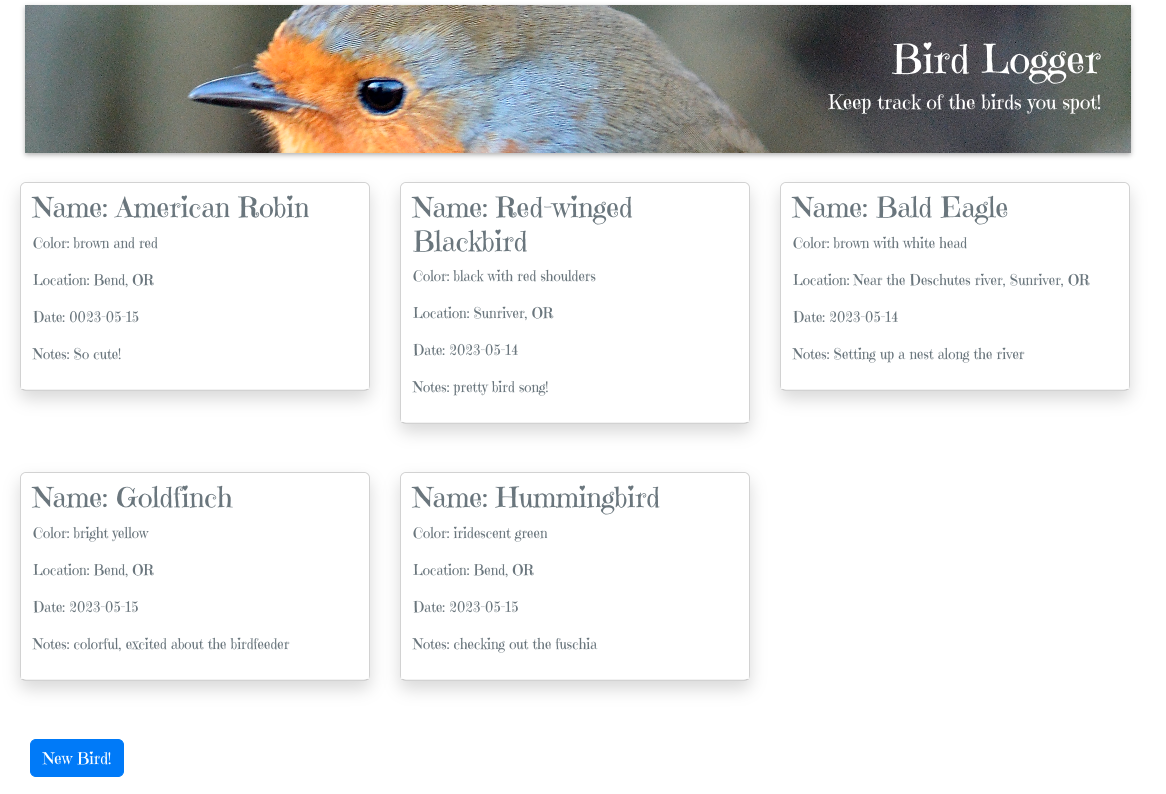 Bird Logger
Keep track of the birds you spot!
Name: American Robin
Color: brown and red
Location: Bend, OR
Date: 0023-05-15
Notes: So cute!
Name: Red-winged
Blackbird
Color: black with red shoulders
Location: Sunriver, OR
Date: 2023-05-14
Notes: pretty bird song!
Name: Bald Eagle
Color: brown with white head
Location: Near the Deschutes river, Sunriver, OR
Date: 2023-05-14
Notes: Setting up a nest along the river
Name: Goldfinch
Color: bright yellow
Location: Bend, OR
Date: 2023-05-15
Notes: colorful, excited about the birdfeeder
Name: Hummingbird
Color: iridescent green
Location: Bend, OR
Date: 2023-05-15
Notes: checking out the fuschia
New Bird!